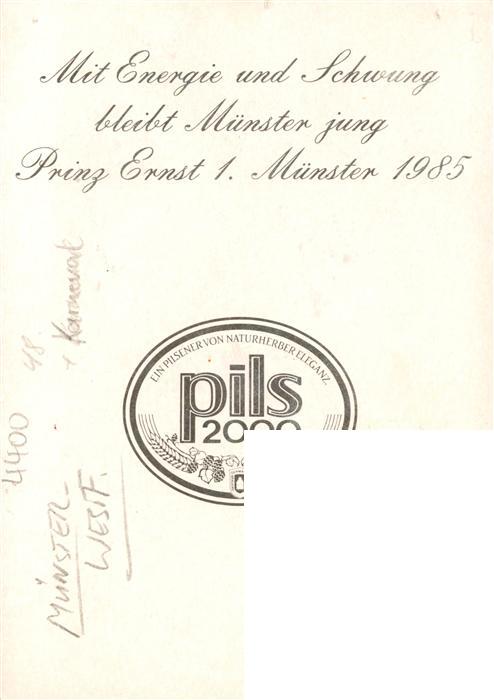 Mit Energie und Schwung
bleibt Münster jung
Prinz Ernst 1. Münster 1985
EIN PILSENER VON NATURHERBER ELEGANZ.
pils
2000
4400
48
+ Karneval
MÜNSTER
WESTF.